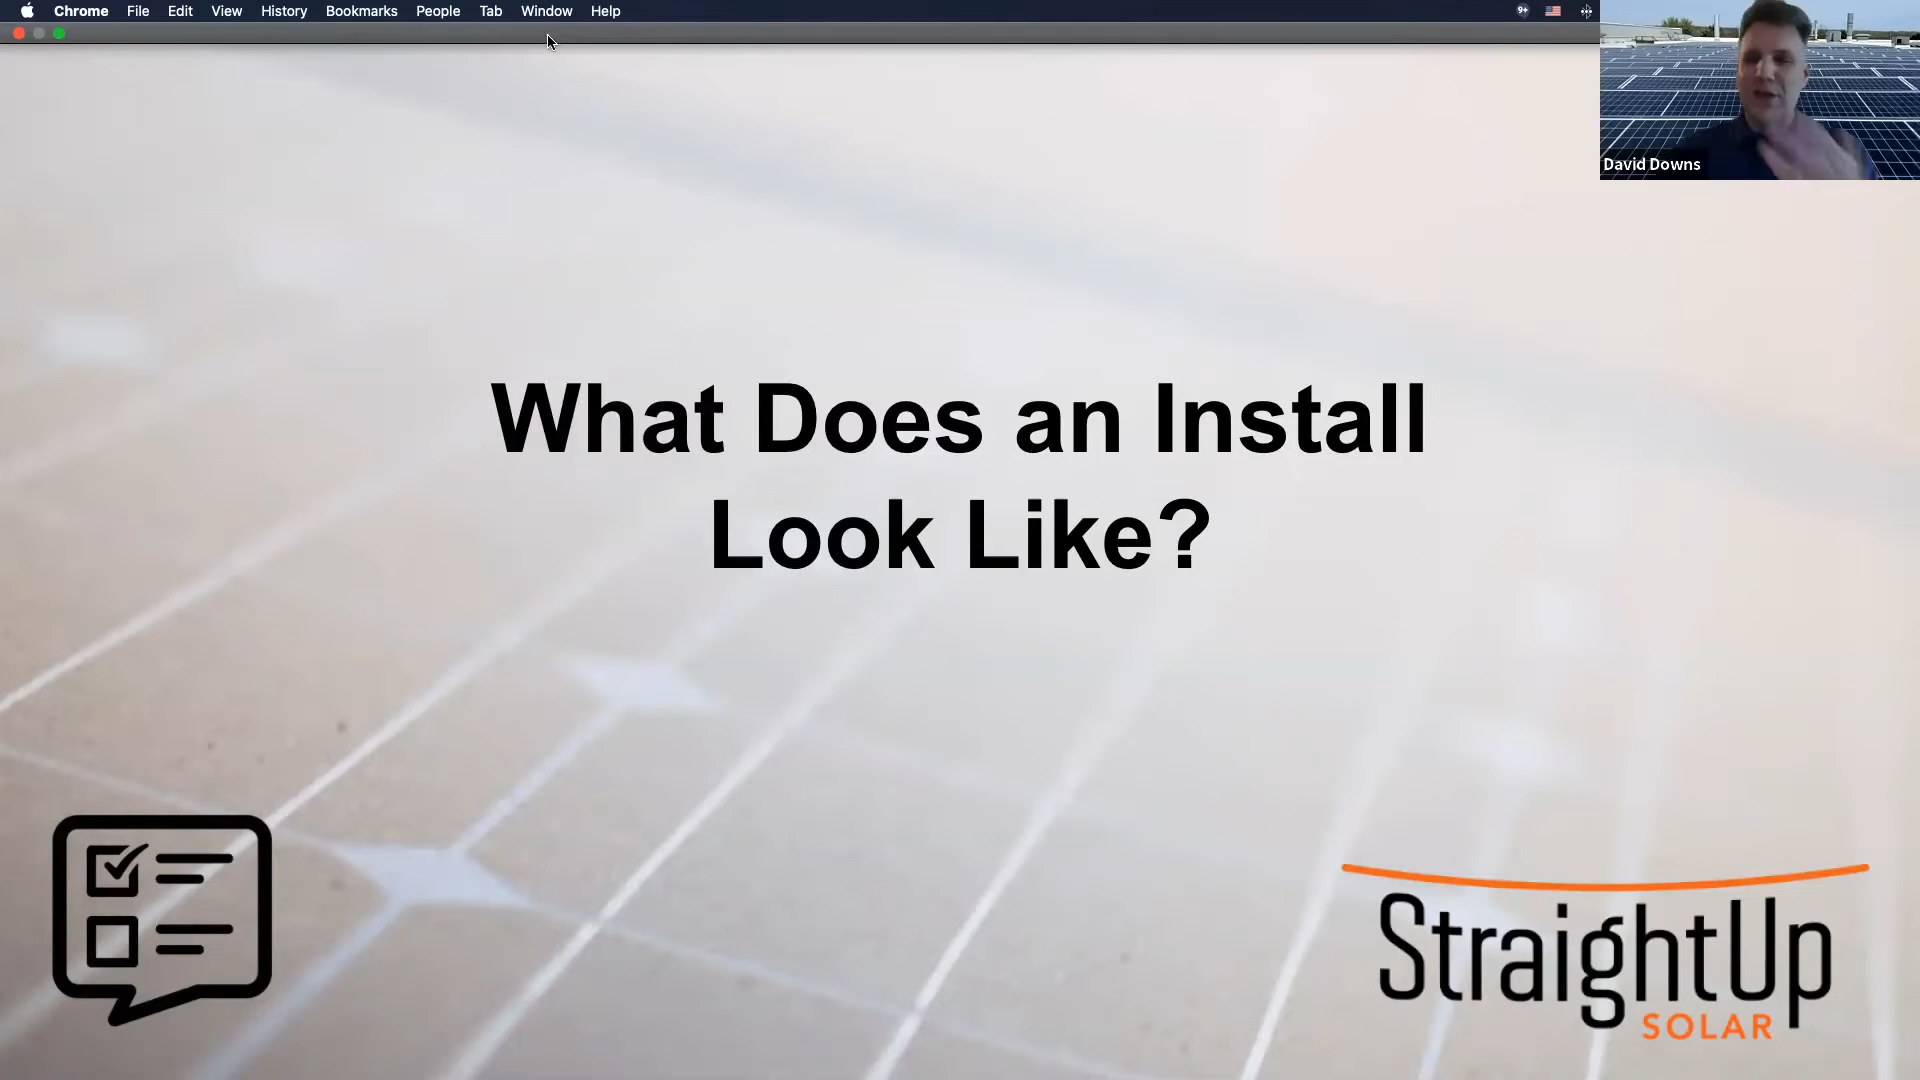 Chrome File Edit View History Bookmarks People Tab Window Help
9+
David Downs
What Does an Install
Look Like?
StraightUp
SOLAR